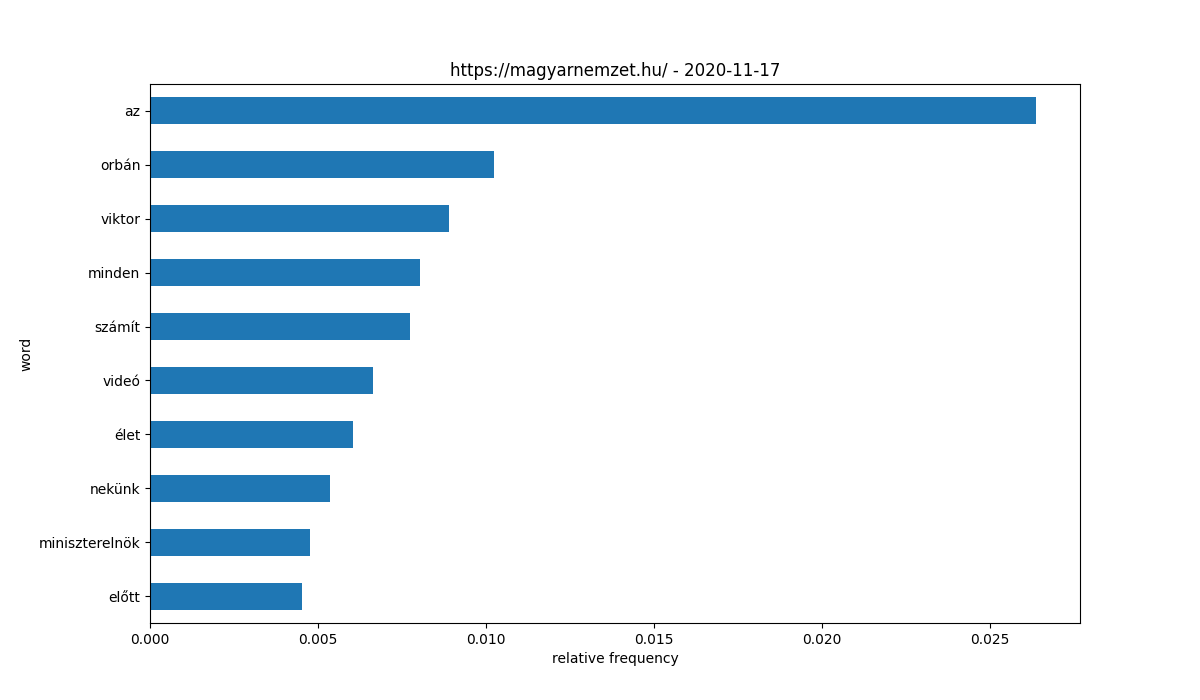 https://magyarnemzet.hu/ - 2020-11-17
az
orbán
viktor
minden
számít
videó
élet
nekünk
miniszterelnök
előtt
word
0.000 0.005 0.010 0.015 0.020 0.025
relative frequency